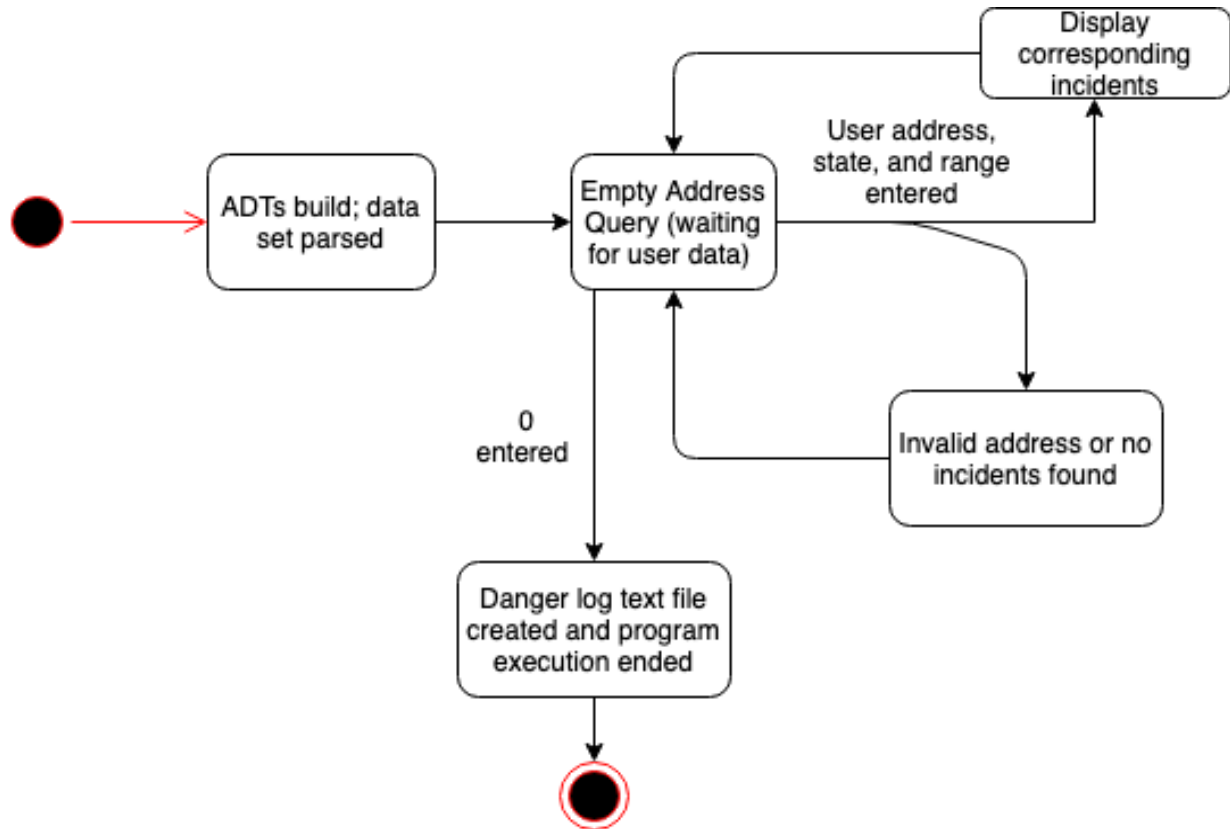 Display
corresponding
incidents
User address,
state, and range
entered
ADTs build; data
set parsed
Empty Address
Query (waiting
for user data)
0
entered
Invalid address or no
incidents found
Danger log text file
created and program
execution ended